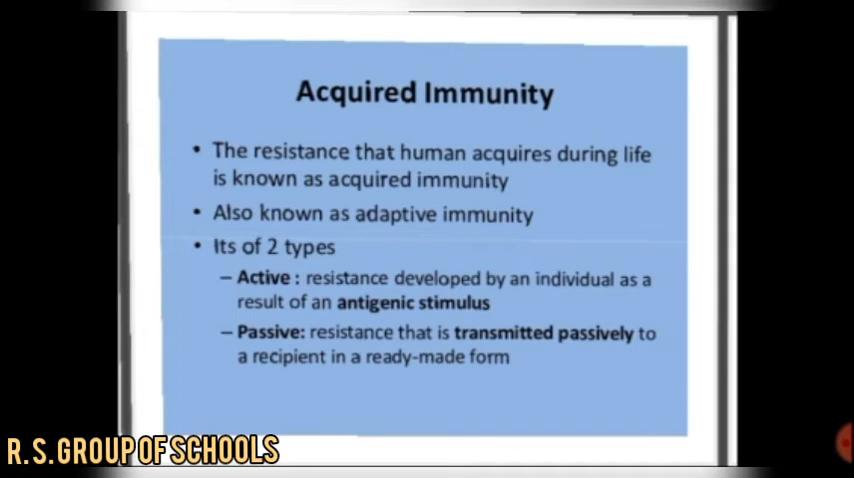 Acquired Immunity
• The resistance that human acquires during life
is known as acquired immunity
• Also known as adaptive immunity
• Its of 2 types
– Active : resistance developed by an individual as a
result of an antigenic stimulus
– Passive: resistance that is transmitted passively to
a recipient in a ready-made form
R.S.GROUP OF SCHOOLS